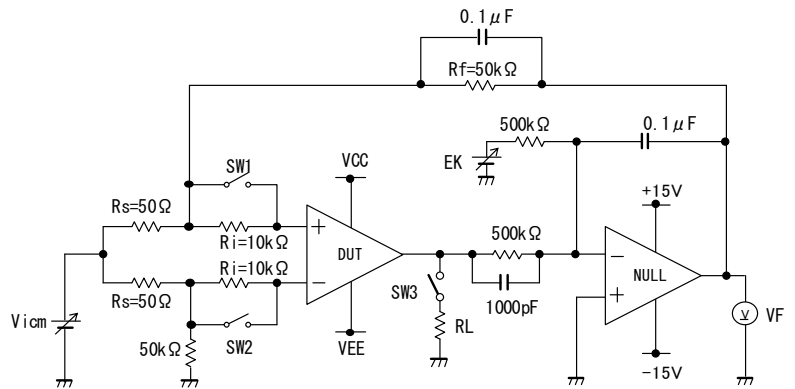 0.1μF
Rf=50kΩ
500kΩ
0.1μF
EK
SW1
VCC
+15V
Rs=50Ω
Ri=10kΩ
+
DUT
500kΩ
−
NULL
Ri=10kΩ
−
+
Rs=50Ω
SW3
1000pF
V
VF
Vicm
50kΩ
SW2
VEE
RL
−15V